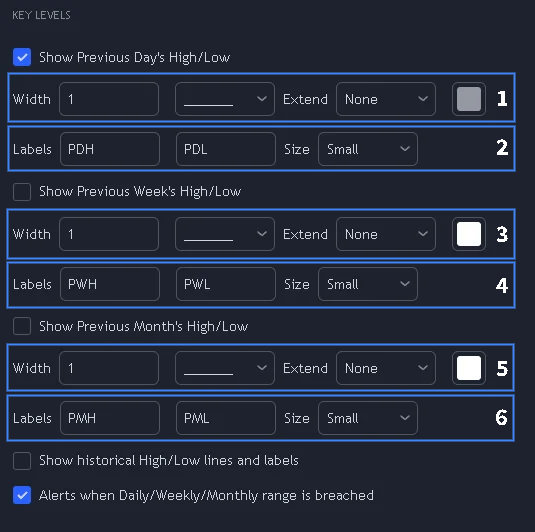 KEY LEVELS
Show Previous Day's High/Low
Width 1 Extend None 1
Labels PDH PDL Size Small 2
Show Previous Week's High/Low
Width 1 Extend None 3
Labels PWH PWL Size Small 4
Show Previous Month's High/Low
Width 1 Extend None 5
Labels PMH PML Size Small 6
Show historical High/Low lines and labels
Alerts when Daily/Weekly/Monthly range is breached